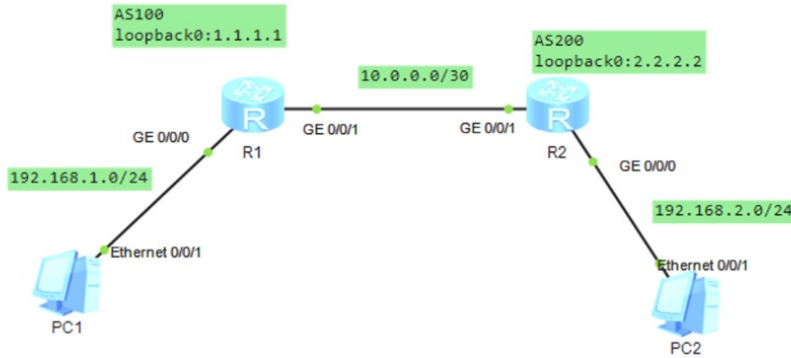 AS100
loopback0:1.1.1.1
AS200
loopback0:2.2.2.2
10.0.0.0/30
GE 0/0/0
GE 0/0/1
GE 0/0/1
R
R
R1
R2
GE 0/0/0
192.168.1.0/24
192.168.2.0/24
Ethernet 0/0/1
Ethernet 0/0/1
PC1
PC2